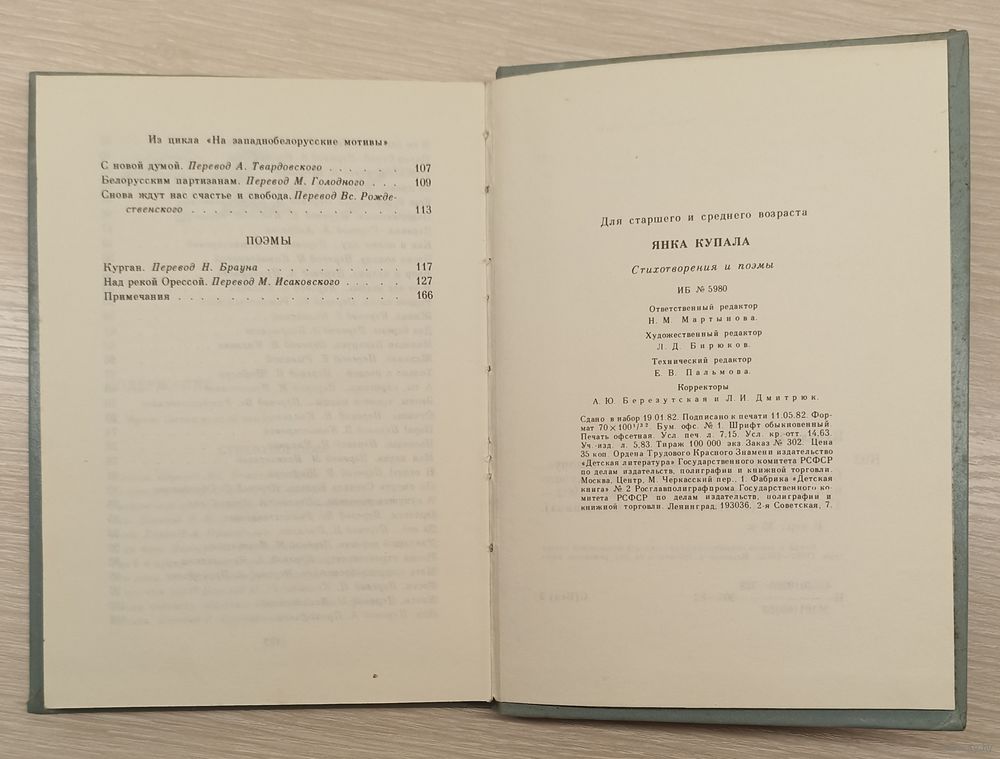 Из цикла «На западнобелорусские мотивы»
С новой думой. Перевод А. Твардовского . . . . . . 107
Белорусским партизанам. Перевод М. Голодного . . . 109
Снова ждут нас счастье и свобода. Перевод Вс. Рожде-
ственского . . . . . . . . . . . . . . . 113
ПОЭМЫ
Курган. Перевод Н. Брауна . . . . . . . . . . 117
Над рекой Орессой. Перевод М. Исаковского . . . . . 127
Примечания . . . . . . . . . . . . . . . . 166
Для старшего и среднего возраста
ЯНКА КУПАЛА
Стихотворения и поэмы
ИБ № 5980
Ответственный редактор
Н. М. Мартынова.
Художественный редактор
Л. Д. Бирюков.
Технический редактор
Е. В. Пальмова.
Корректоры
А. Ю. Березутская и Л. И. Дмитрюк.
Сдано в набор 19.01.82. Подписано к печати 11.05.82. Фор-
мат 70×100¹/³². Бум. офс. № 1. Шрифт обыкновенный.
Печать офсетная. Усл. печ. л. 7,15. Усл. кр.-отт. 14,63.
Уч.-изд. л. 5,83. Тираж 100 000 экз. Заказ № 302. Цена
35 коп. Ордена Трудового Красного Знамени издательство
«Детская литература» Государственного комитета РСФСР
по делам издательств, полиграфии и книжной торговли.
Москва, Центр, М. Черкасский пер., 1. Фабрика «Детская
книга» № 2 Росглавполиграфпрома Государственного ко-
митета РСФСР по делам издательств, полиграфии и
книжной торговли. Ленинград, 193036, 2-я Советская, 7.